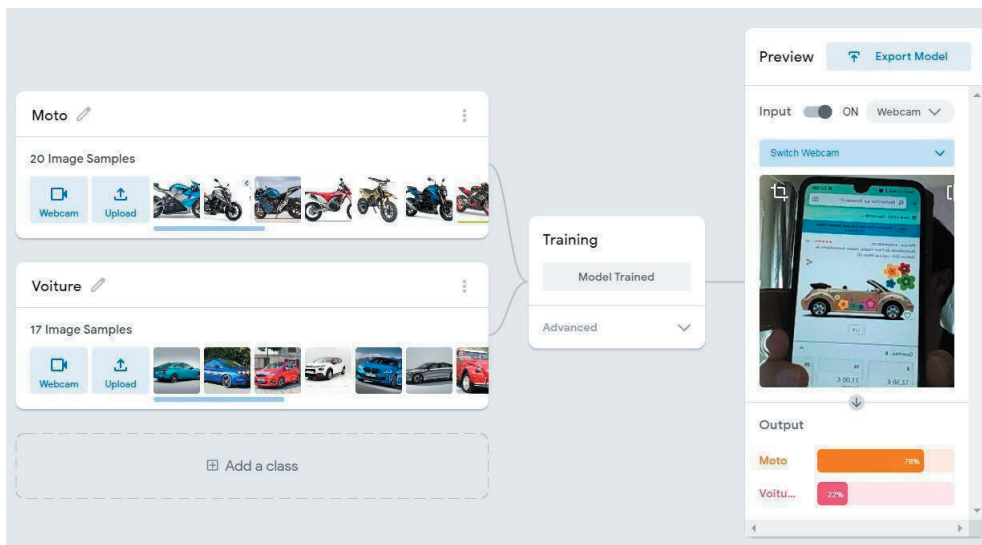 Moto
20 Image Samples
Webcam
Upload
Voiture
17 Image Samples
Webcam
Upload
Add a class
Training
Model Trained
Advanced
Preview
Export Model
Input
ON
Webcam
Switch Webcam
Output
Moto
78%
Voitu...
22%